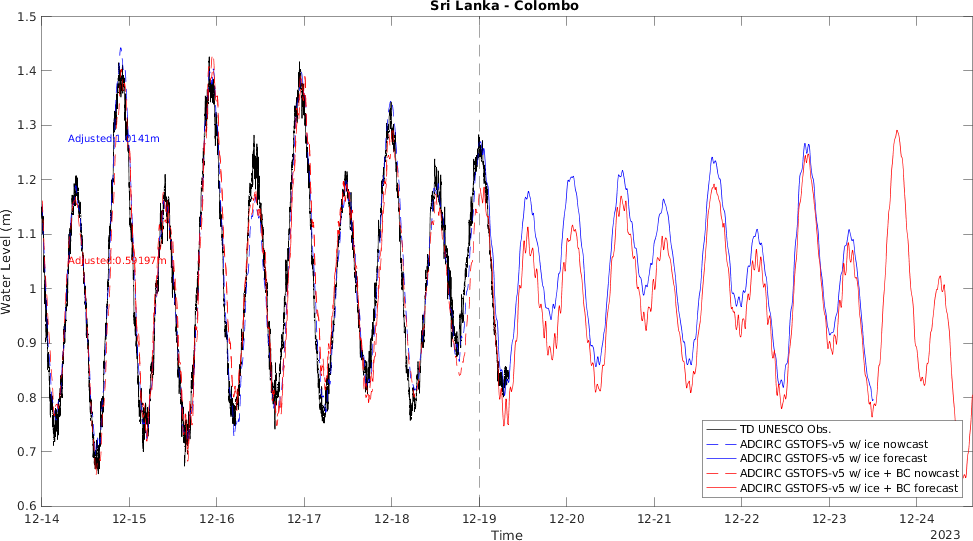 Sri Lanka - Colombo
Water Level (m)
1.5
1.4
1.3
1.2
1.1
1
0.9
0.8
0.7
0.6
Adjusted:1.0141m
Adjusted:0.59197m
TD UNESCO Obs.
ADCIRC GSTOFS-v5 w/ ice nowcast
ADCIRC GSTOFS-v5 w/ ice forecast
ADCIRC GSTOFS-v5 w/ ice + BC nowcast
ADCIRC GSTOFS-v5 w/ ice + BC forecast
12-14 12-15 12-16 12-17 12-18 12-19 12-20 12-21 12-22 12-23 12-24
Time
2023